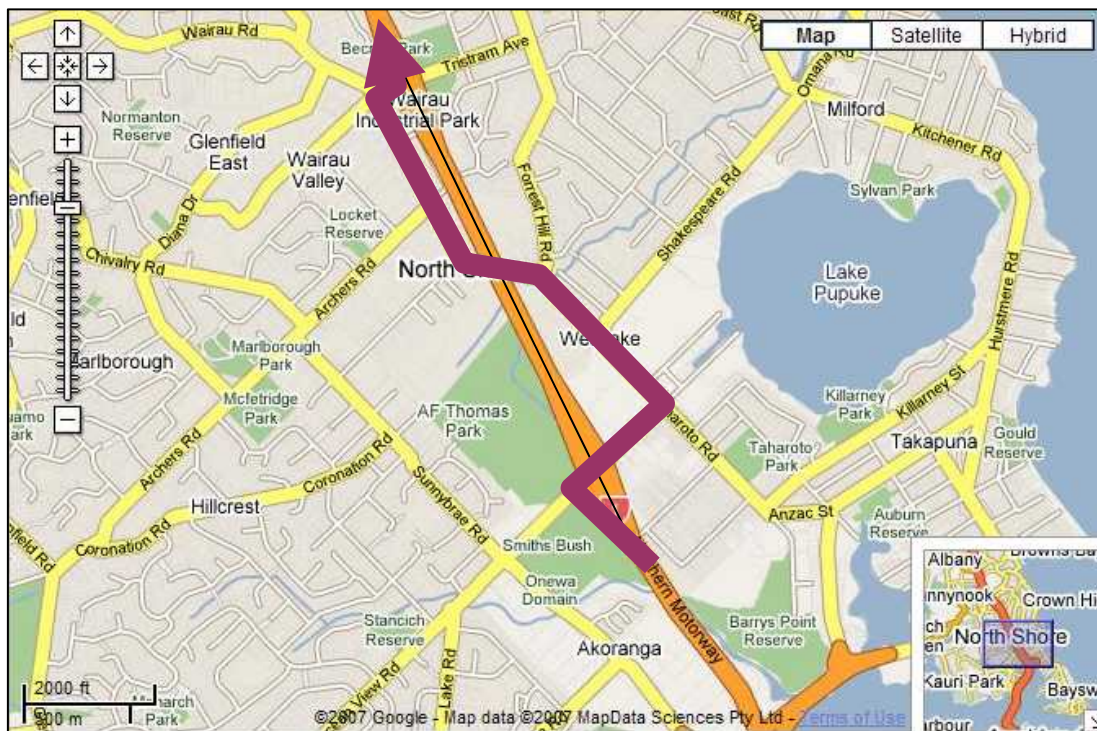 Map
Satellite
Hybrid
Wairau Rd
Tristram Ave
Omana Rd
Milford
Kitchener Rd
Normanton
Reserve
Glenfield
East
Wairau
Industrial Park
Wairau
Valley
Forrest Hill Rd
Shakespeare Rd
Sylvan Park
Diana Dr
Locket
Reserve
Chivalry Rd
Archers Rd
North
Lake
Pupuke
Hurstmere Rd
Marlborough
Park
Mcfetridge
Park
AF Thomas
Park
Killarney
Park
Killarney St
Takapuna
Gould
Reserve
Taharoto
Park
Archers Rd
Coronation Rd
Sunnybrae Rd
Hillcrest
Anzac St
Auburn
Reserve
Coronation Rd
Smiths Bush
Onewa
Domain
Stancich
Reserve
Akoranga
Barrys Point
Reserve
Motorway
Lake Rd
View Rd
2000 ft
500 m
Park
Albany
Crown
North Shore
Kauri Park
©2007 Google - Map data ©2007 MapData Sciences Pty Ltd - Terms of Use